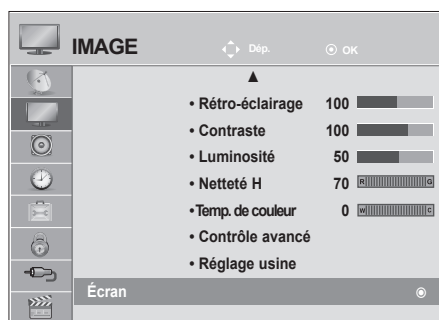 IMAGE Dép. OK
• Rétro-éclairage 100
• Contraste 100
• Luminosité 50
• Netteté H 70 R G
•Temp. de couleur 0 W C
• Contrôle avancé
• Réglage usine
Écran